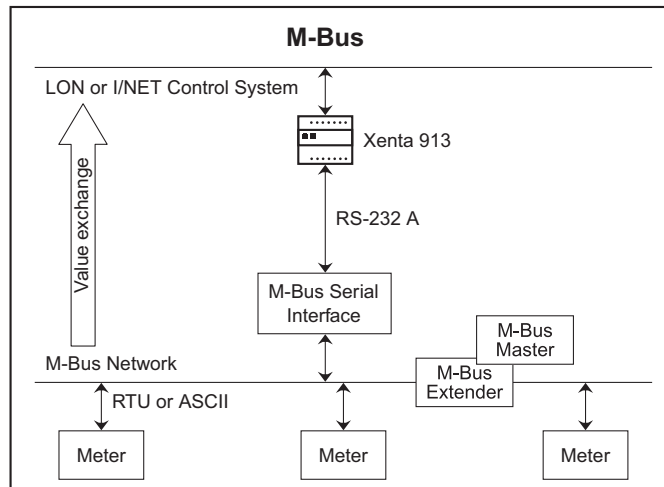 M-Bus
LON or I/NET Control System
Xenta 913
Value exchange
RS-232 A
M-Bus Serial
Interface
M-Bus
Master
M-Bus Network
M-Bus
Extender
RTU or ASCII
Meter
Meter
Meter